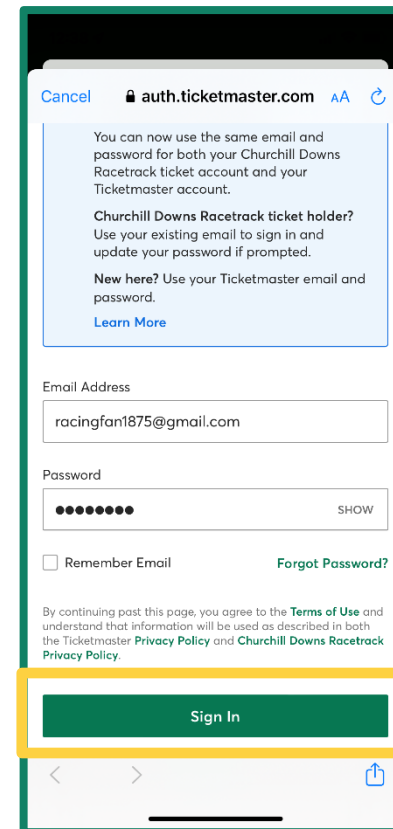 Cancel auth.ticketmaster.com AA
You can now use the same email and
password for both your Churchill Downs
Racetrack ticket account and your
Ticketmaster account.
Churchill Downs Racetrack ticket holder?
Use your existing email to sign in and
update your password if prompted.
New here? Use your Ticketmaster email and
password.
Learn More
Email Address
racingfan1875@gmail.com
Password
●●●●●●●● SHOW
Remember Email Forgot Password?
By continuing past this page, you agree to the Terms of Use and
understand that information will be used as described in both
the Ticketmaster Privacy Policy and Churchill Downs Racetrack
Privacy Policy.
Sign In